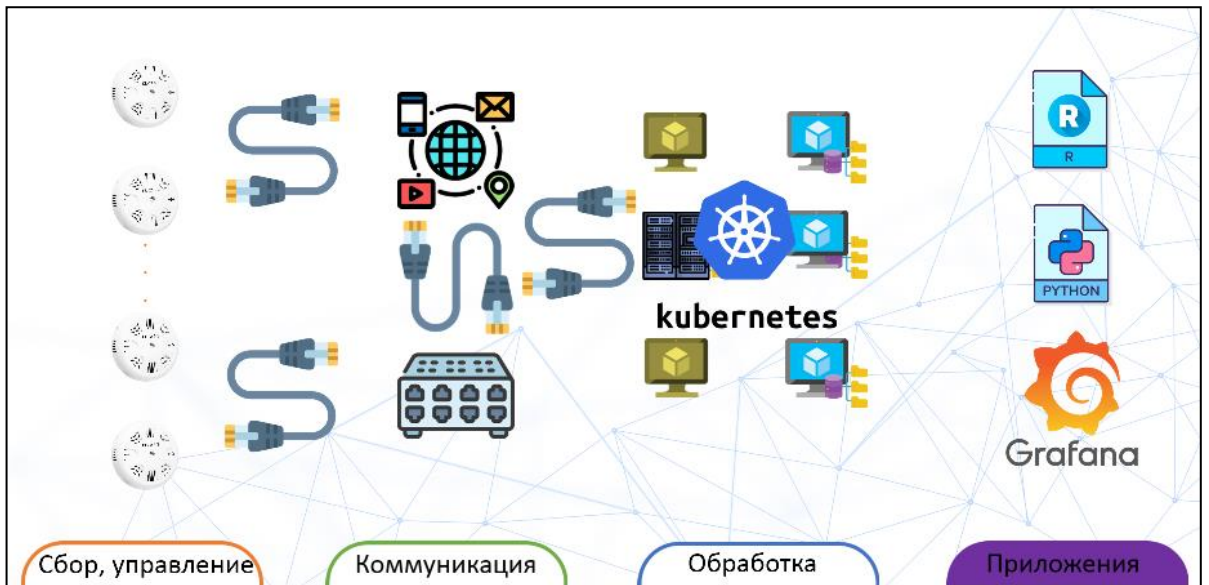 R
R
PYTHON
kubernetes
Grafana
Сбор, управление
Коммуникация
Обработка
Приложения